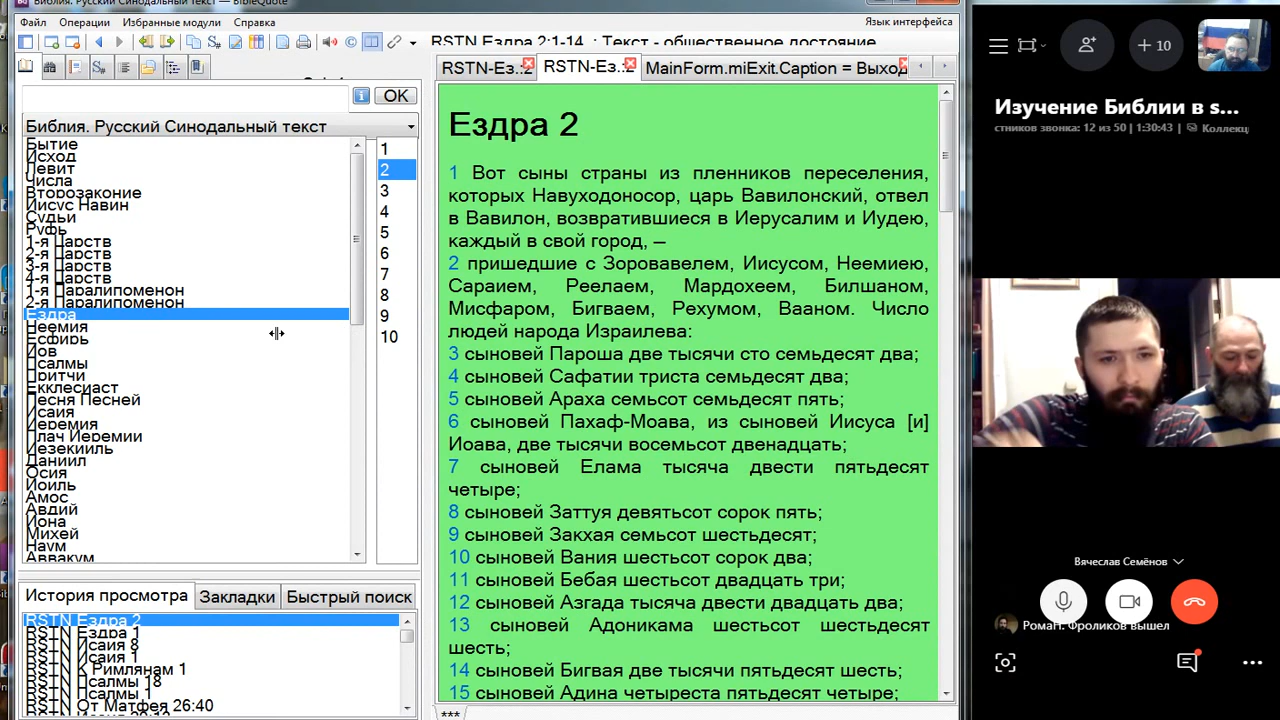 Библия. Русский Синодальный текст — BibleQuote
Файл Операции Избранные модули Справка
Язык интерфейса
RSTN Ездра 2:1-14 : Текст - общественное достояние
RSTN-Ез..2 RSTN-Ез..2 MainForm.miExit.Caption = Выход
OK
Библия. Русский Синодальный текст
Бытие
Исход
Левит
Числа
Второзаконие
Иисус Навин
Судьи
Руфь
1-я Царств
2-я Царств
3-я Царств
4-я Царств
1-я Паралипоменон
2-я Паралипоменон
Ездра
Неемия
Есфирь
Иов
Псалмы
Притчи
Екклесиаст
Песня Песней
Исаия
Иеремия
Плач Иеремии
Иезекииль
Даниил
Осия
Иоиль
Амос
Авдий
Иона
Михей
Наум
Аввакум
1
2
3
4
5
6
7
8
9
10
История просмотра Закладки Быстрый поиск
RSTN Ездра 2
RSTN Ездра 1
RSTN Исаия 8
RSTN Исаия 1
RSTN К Римлянам 1
RSTN Псалмы 18
RSTN Псалмы 1
RSTN От Матфея 26:40
Ездра 2
1 Вот сыны страны из пленников переселения,
которых Навуходоносор, царь Вавилонский, отвел
в Вавилон, возвратившиеся в Иерусалим и Иудею,
каждый в свой город, —
2 пришедшие с Зоровавелем, Иисусом, Неемиею,
Сараием, Реелаем, Мардохеем, Билшаном,
Мисфаром, Бигваем, Рехумом, Вааном. Число
людей народа Израилева:
3 сыновей Пароша две тысячи сто семьдесят два;
4 сыновей Сафатии триста семьдесят два;
5 сыновей Араха семьсот семьдесят пять;
6 сыновей Пахаф-Моава, из сыновей Иисуса [и]
Иоава, две тысячи восемьсот двенадцать;
7 сыновей Елама тысяча двести пятьдесят
четыре;
8 сыновей Заттуя девятьсот сорок пять;
9 сыновей Закхая семьсот шестьдесят;
10 сыновей Вания шестьсот сорок два;
11 сыновей Бебая шестьсот двадцать три;
12 сыновей Азгада тысяча двести двадцать два;
13 сыновей Адоникама шестьсот шестьдесят
шесть;
14 сыновей Бигвая две тысячи пятьдесят шесть;
15 сыновей Адина четыреста пятьдесят четыре;
***
+ 10
Изучение Библии в s...
стников звонка: 12 из 50 | 1:30:43 | Коллекц
Вячеслав Семёнов
РомаН. Фроликов вышел